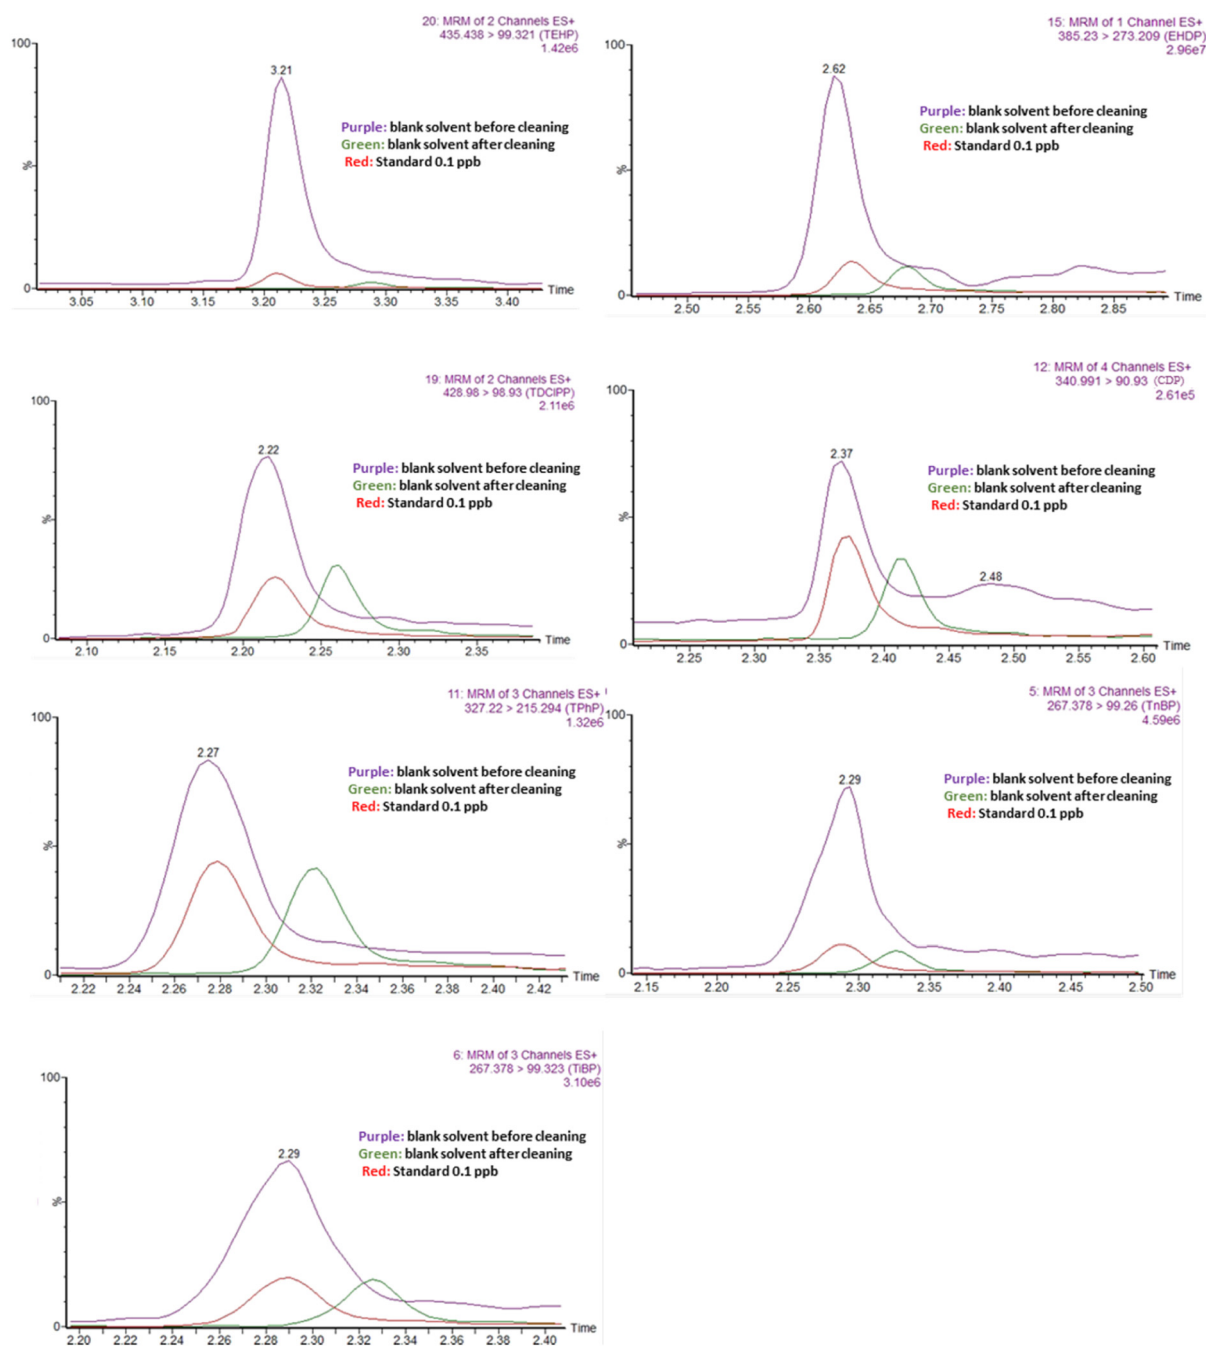 20: MRM of 2 Channels ES+
435.438 > 99.321 (TEHP)
1.42e6
100
3.21
Purple: blank solvent before cleaning
Green: blank solvent after cleaning
Red: Standard 0.1 ppb
%
0
3.05 3.10 3.15 3.20 3.25 3.30 3.35 3.40
Time
15: MRM of 1 Channel ES+
385.23 > 273.209 (EHDP)
2.96e7
100
2.62
Purple: blank solvent before cleaning
Green: blank solvent after cleaning
Red: Standard 0.1 ppb
%
0
2.50 2.55 2.60 2.65 2.70 2.75 2.80 2.85
Time
19: MRM of 2 Channels ES+
428.98 > 98.93 (TDCIPP)
2.11e6
100
2.22
Purple: blank solvent before cleaning
Green: blank solvent after cleaning
Red: Standard 0.1 ppb
%
0
2.10 2.15 2.20 2.25 2.30 2.35
Time
12: MRM of 4 Channels ES+
340.991 > 90.93 (CDP)
2.61e5
100
2.37
2.48
Purple: blank solvent before cleaning
Green: blank solvent after cleaning
Red: Standard 0.1 ppb
%
0
2.25 2.30 2.35 2.40 2.45 2.50 2.55 2.60
Time
11: MRM of 3 Channels ES+
327.22 > 215.294 (TPhP)
1.32e6
100
2.27
Purple: blank solvent before cleaning
Green: blank solvent after cleaning
Red: Standard 0.1 ppb
%
0
2.22 2.24 2.26 2.28 2.30 2.32 2.34 2.36 2.38 2.40 2.42
Time
5: MRM of 3 Channels ES+
267.378 > 99.26 (TnBP)
4.59e6
100
2.29
Purple: blank solvent before cleaning
Green: blank solvent after cleaning
Red: Standard 0.1 ppb
%
0
2.15 2.20 2.25 2.30 2.35 2.40 2.45 2.50
Time
6: MRM of 3 Channels ES+
267.378 > 99.323 (TiBP)
3.10e6
100
2.29
Purple: blank solvent before cleaning
Green: blank solvent after cleaning
Red: Standard 0.1 ppb
%
0
2.20 2.22 2.24 2.26 2.28 2.30 2.32 2.34 2.36 2.38 2.40
Time